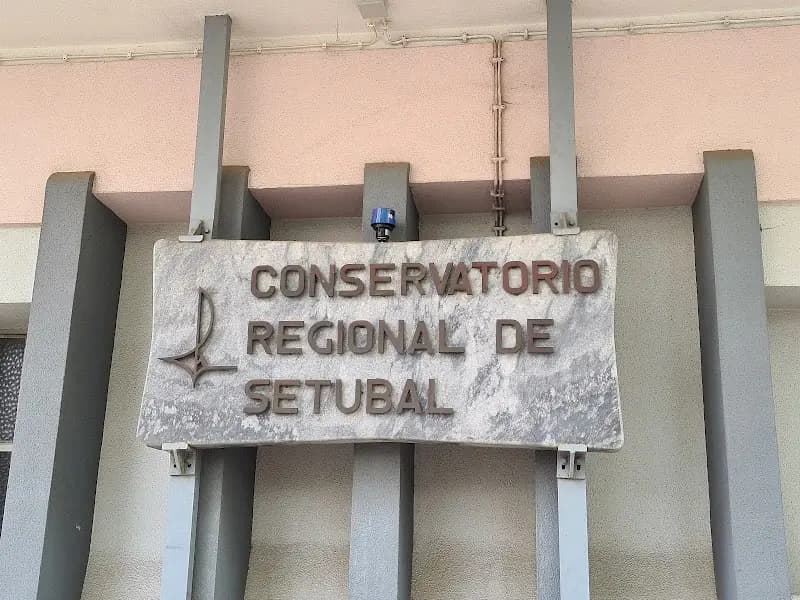 CONSERVATORIO
REGIONAL DE
SETUBAL